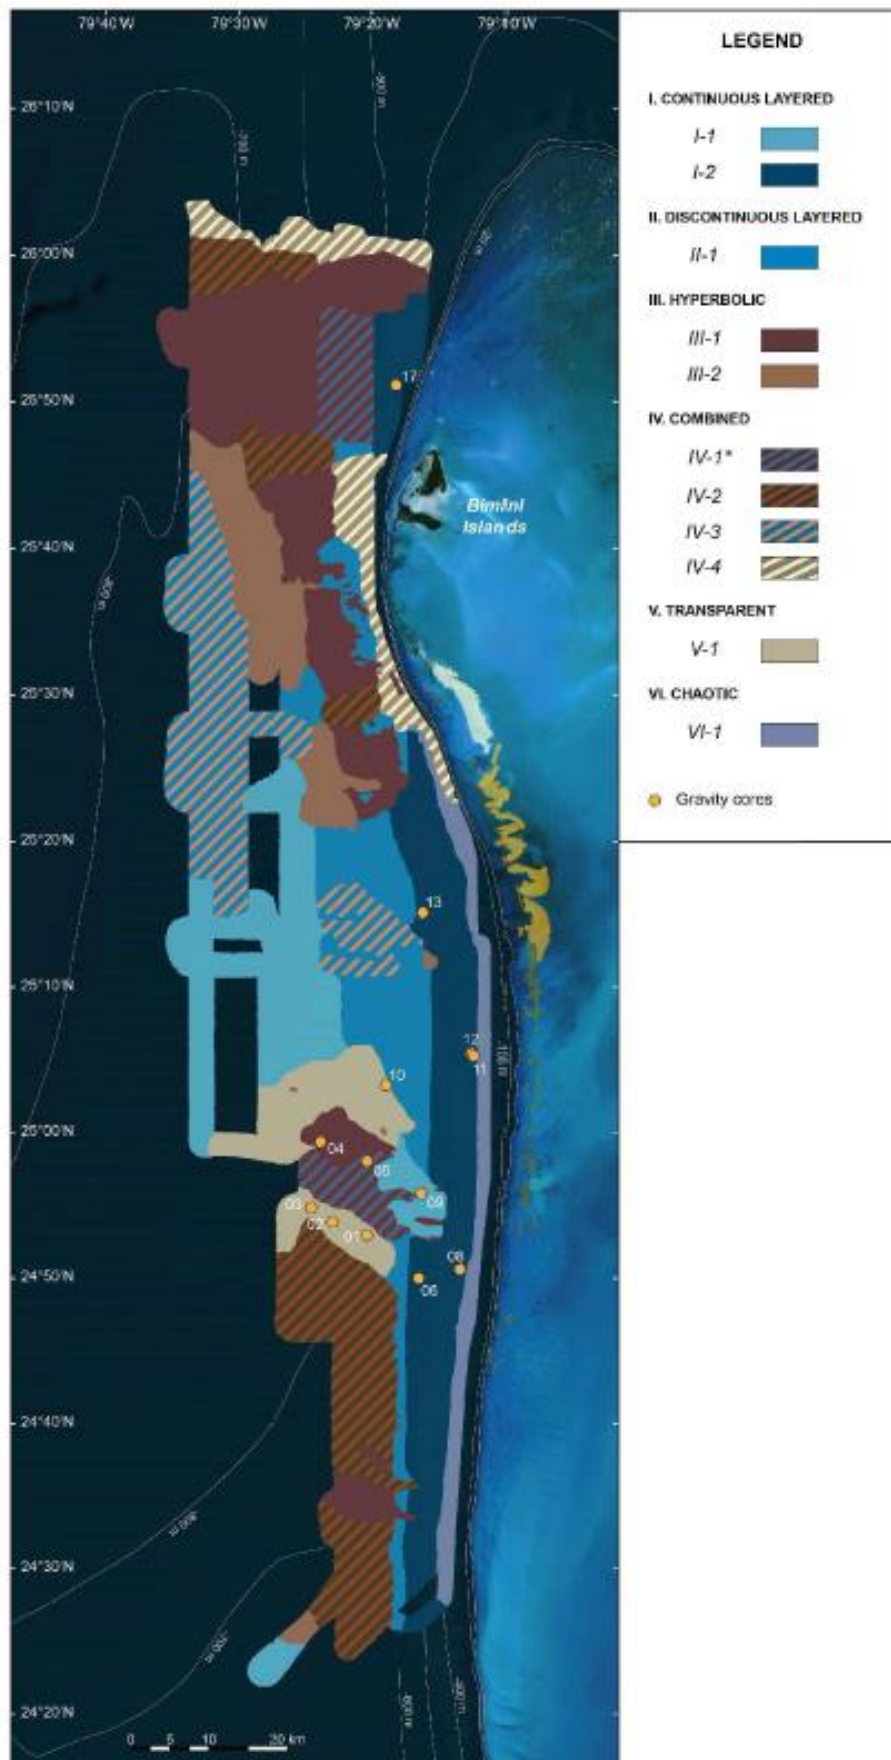 79°40'W 79°30'W 79°20'W 79°10'W
LEGEND
I. CONTINUOUS LAYERED
I-1
I-2
II. DISCONTINUOUS LAYERED
II-1
III. HYPERBOLIC
III-1
III-2
IV. COMBINED
IV-1*
IV-2
IV-3
IV-4
V. TRANSPARENT
V-1
VI. CHAOTIC
VI-1
Gravity cores
26°10'N
26°00'N
25°50'N
17
Bimini
Islands
25°40'N
25°30'N
25°20'N
13
25°10'N
12
11
-100 m
10
25°00'N
04
09
03
02
01
08
24°50'N
24°40'N
24°30'N
24°20'N
0 5 10 20 km